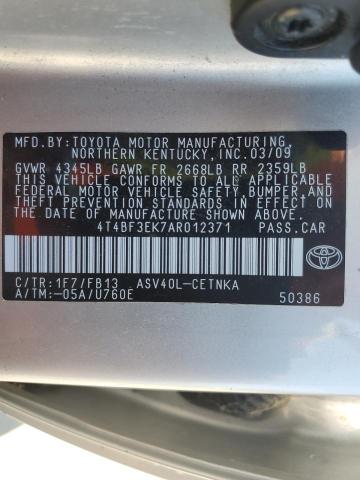 MFD.BY:TOYOTA MOTOR MANUFACTURING,
NORTHERN KENTUCKY,INC.03/09
GVWR 4345LB GAWR FR 2668LB RR 2359LB
THIS VEHICLE CONFORMS TO ALL APPLICABLE
FEDERAL MOTOR VEHICLE SAFETY,BUMPER,AND
THEFT PREVENTION STANDARDS IN EFFECT ON
THE DATE OF MANUFACTURE SHOWN ABOVE.
4T4BF3EK7AR012371 PASS.CAR
C/TR:1F7/FB13 ASV40L-CETNKA
A/TM:-05A/U760E 50386
TOYOTA